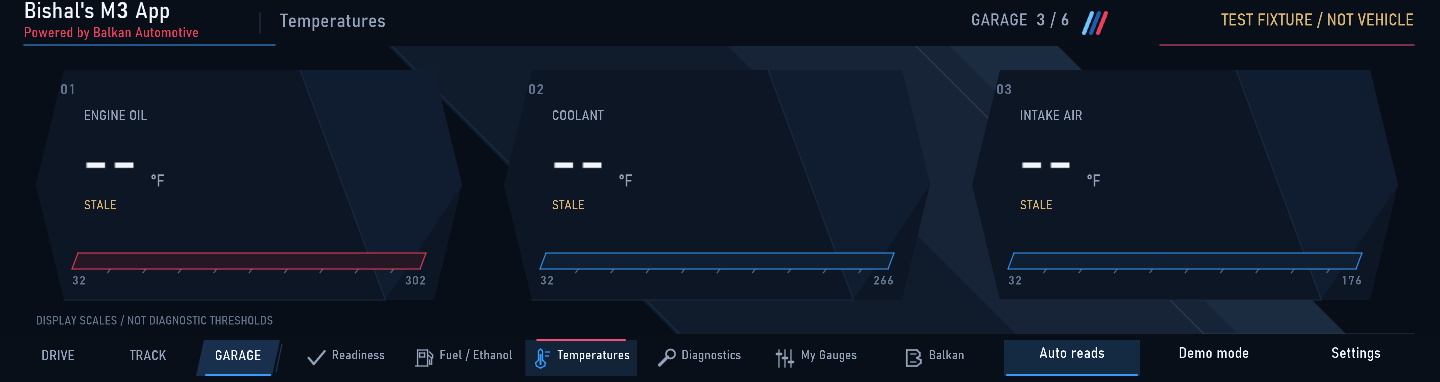 Bishal's M3 App
Powered by Balkan Automotive
Temperatures
GARAGE 3 / 6
TEST FIXTURE / NOT VEHICLE
01
ENGINE OIL
-- °F
STALE
32 302
02
COOLANT
-- °F
STALE
32 266
03
INTAKE AIR
-- °F
STALE
32 176
DISPLAY SCALES / NOT DIAGNOSTIC THRESHOLDS
DRIVE TRACK GARAGE Readiness Fuel / Ethanol Temperatures Diagnostics My Gauges Balkan Auto reads Demo mode Settings